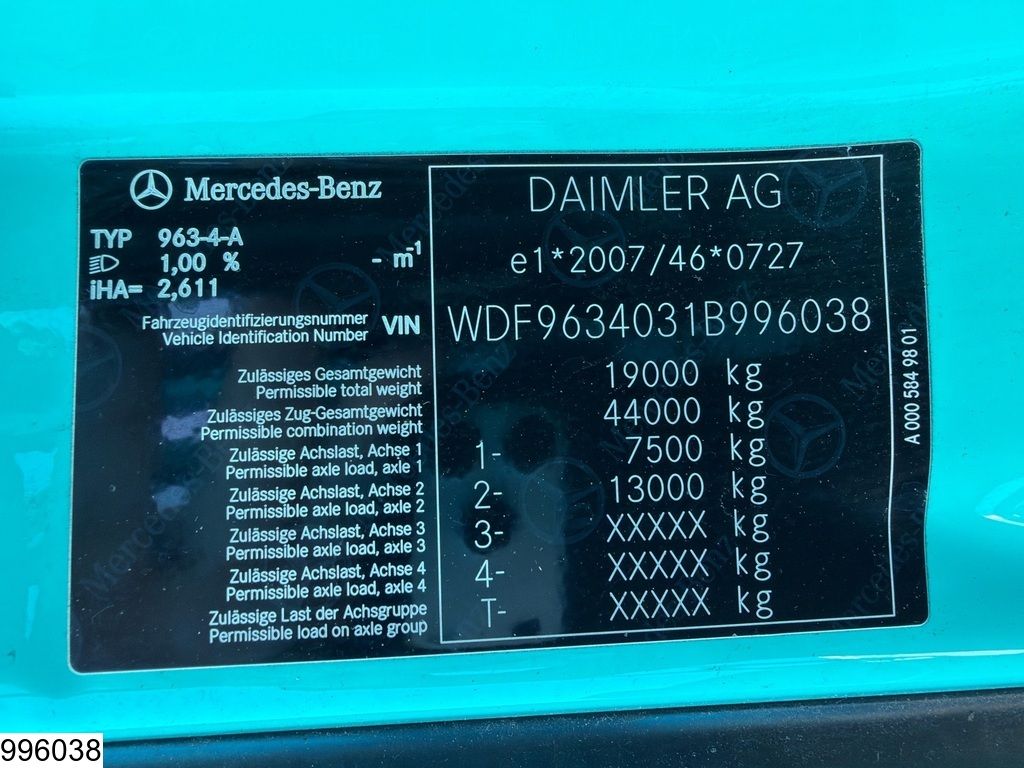 Mercedes-Benz
TYP 963-4-A
1,00 % - m-1
iHA= 2,611
Fahrzeugidentifizierungsnummer
Vehicle Identification Number VIN
Zulässiges Gesamtgewicht
Permissible total weight
Zulässiges Zug-Gesamtgewicht
Permissible combination weight
Zulässige Achslast, Achse 1
Permissible axle load, axle 1
Zulässige Achslast, Achse 2
Permissible axle load, axle 2
Zulässige Achslast, Achse 3
Permissible axle load, axle 3
Zulässige Achslast, Achse 4
Permissible axle load, axle 4
Zulässige Last der Achsgruppe
Permissible load on axle group
DAIMLER AG
e1*2007/46*0727
WDF9634031B996038
19000 kg
44000 kg
1- 7500 kg
2- 13000 kg
3- XXXXX kg
4- XXXXX kg
T- XXXXX kg
A 000 584 98 01
996038